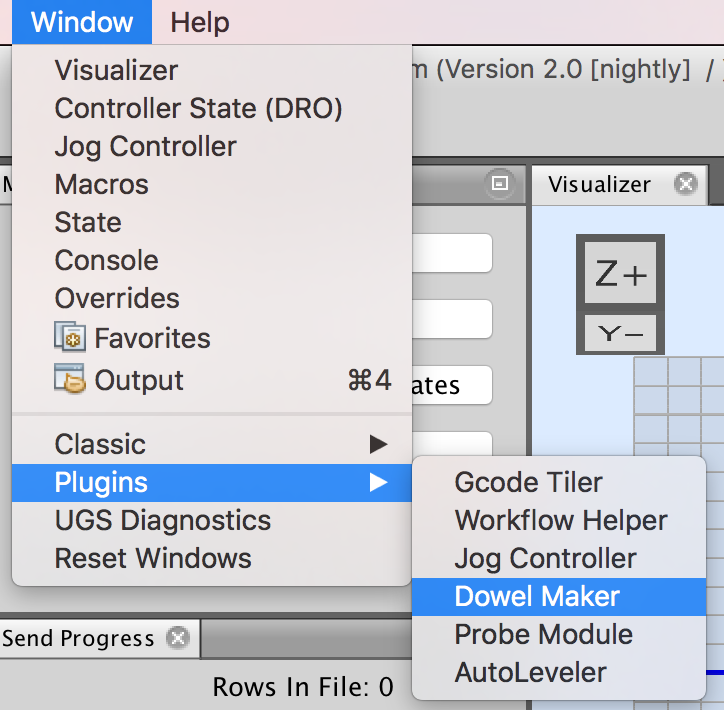 Window Help
m (Version 2.0 [nightly] /
Visualizer
Controller State (DRO)
Jog Controller
Macros
State
Console
Overrides
Favorites
Output ⌘4
Classic ▶
Plugins ▶
UGS Diagnostics
Reset Windows
Gcode Tiler
Workflow Helper
Jog Controller
Dowel Maker
Probe Module
AutoLeveler
Visualizer
Z+
Y−
ates
Send Progress
Rows In File: 0